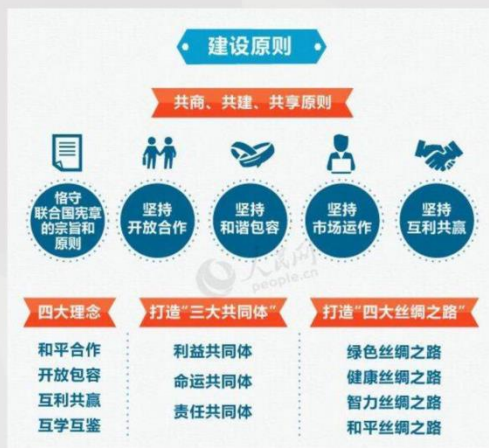 建设原则
共商、共建、共享原则
恪守
联合国宪章
的宗旨和
原则
坚持
开放合作
坚持
和谐包容
坚持
市场运作
坚持
互利共赢
人民网
people.cn
四大理念
和平合作
开放包容
互利共赢
互学互鉴
打造“三大共同体”
利益共同体
命运共同体
责任共同体
打造“四大丝绸之路”
绿色丝绸之路
健康丝绸之路
智力丝绸之路
和平丝绸之路